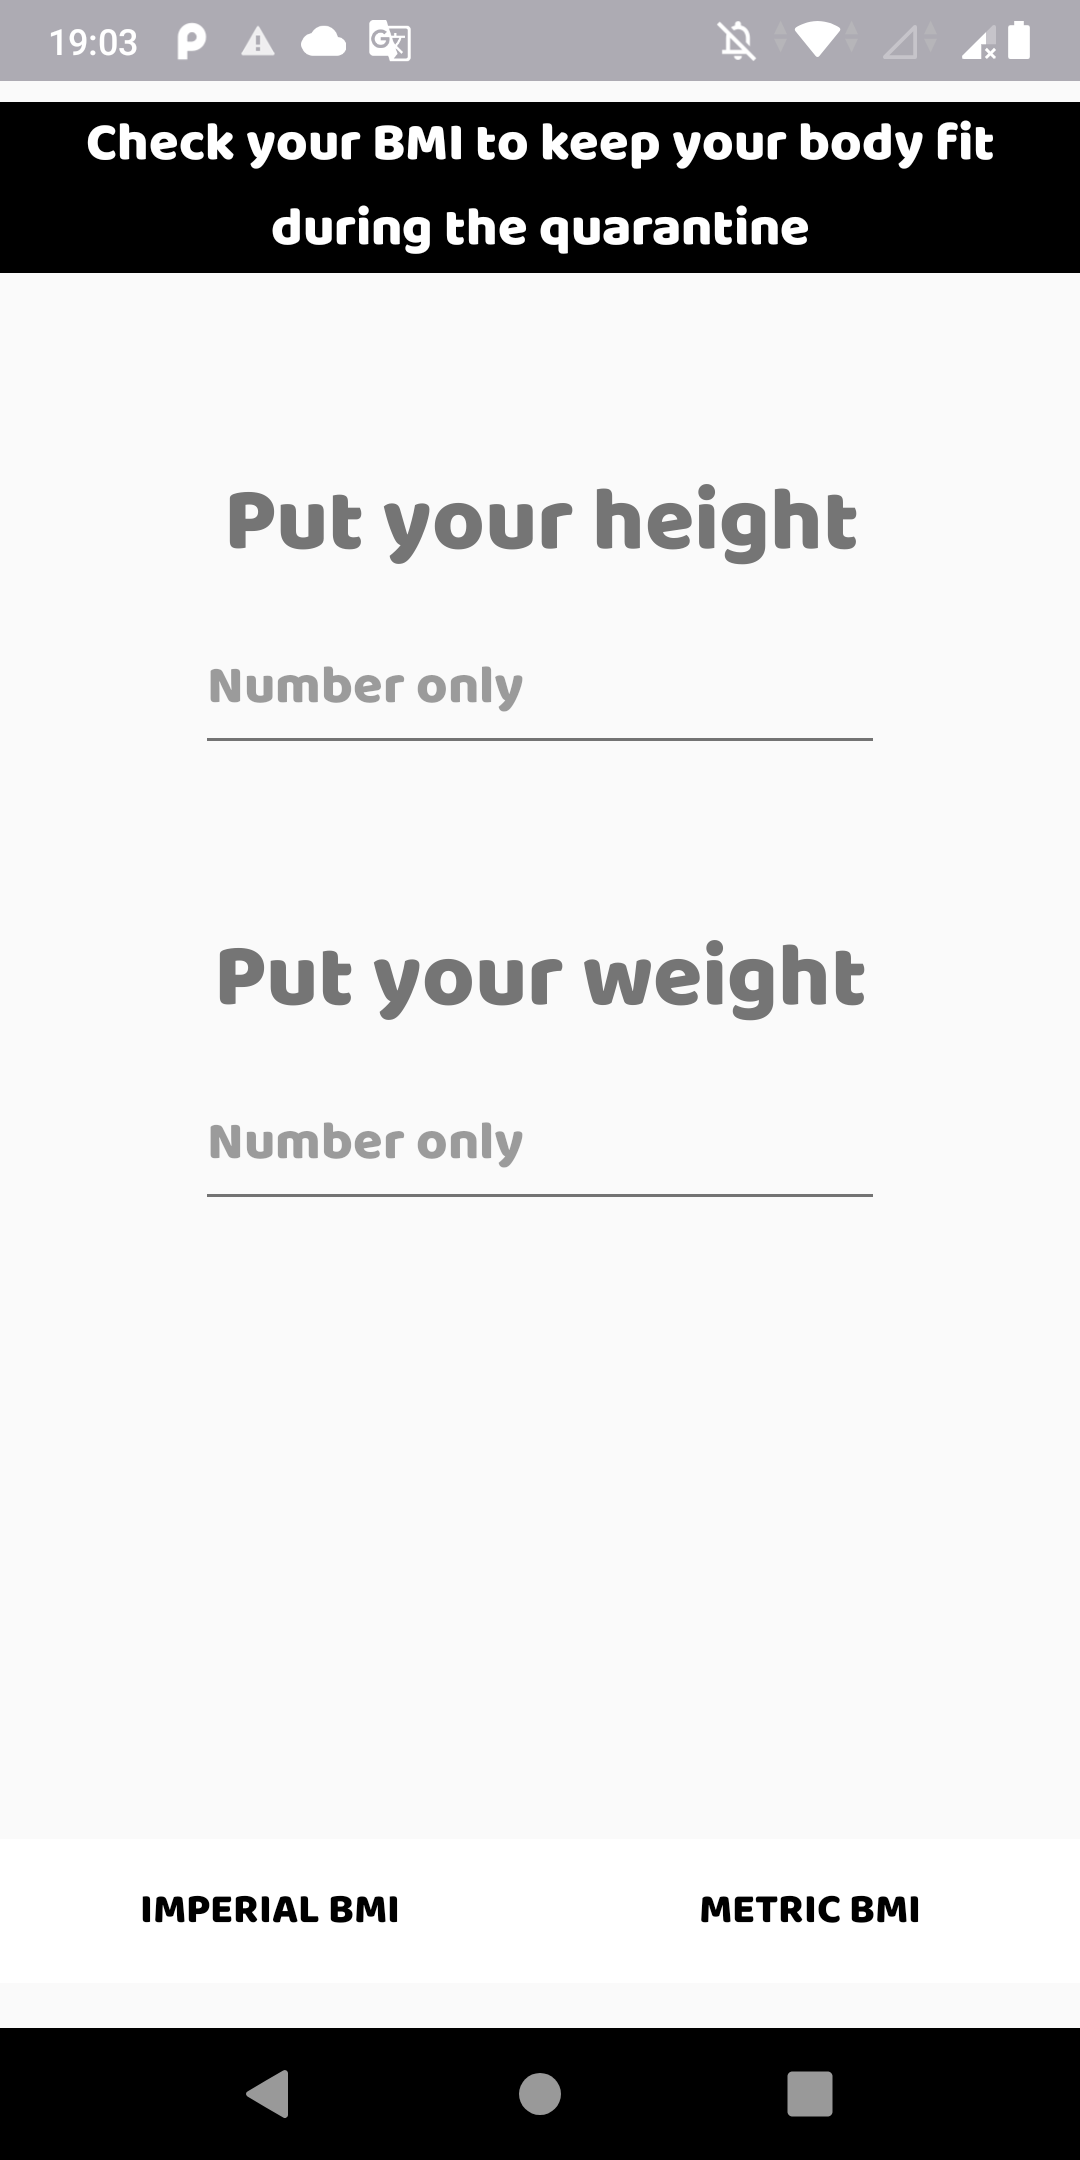 19:03
Check your BMI to keep your body fit
during the quarantine
Put your height
Number only
Put your weight
Number only
IMPERIAL BMI
METRIC BMI